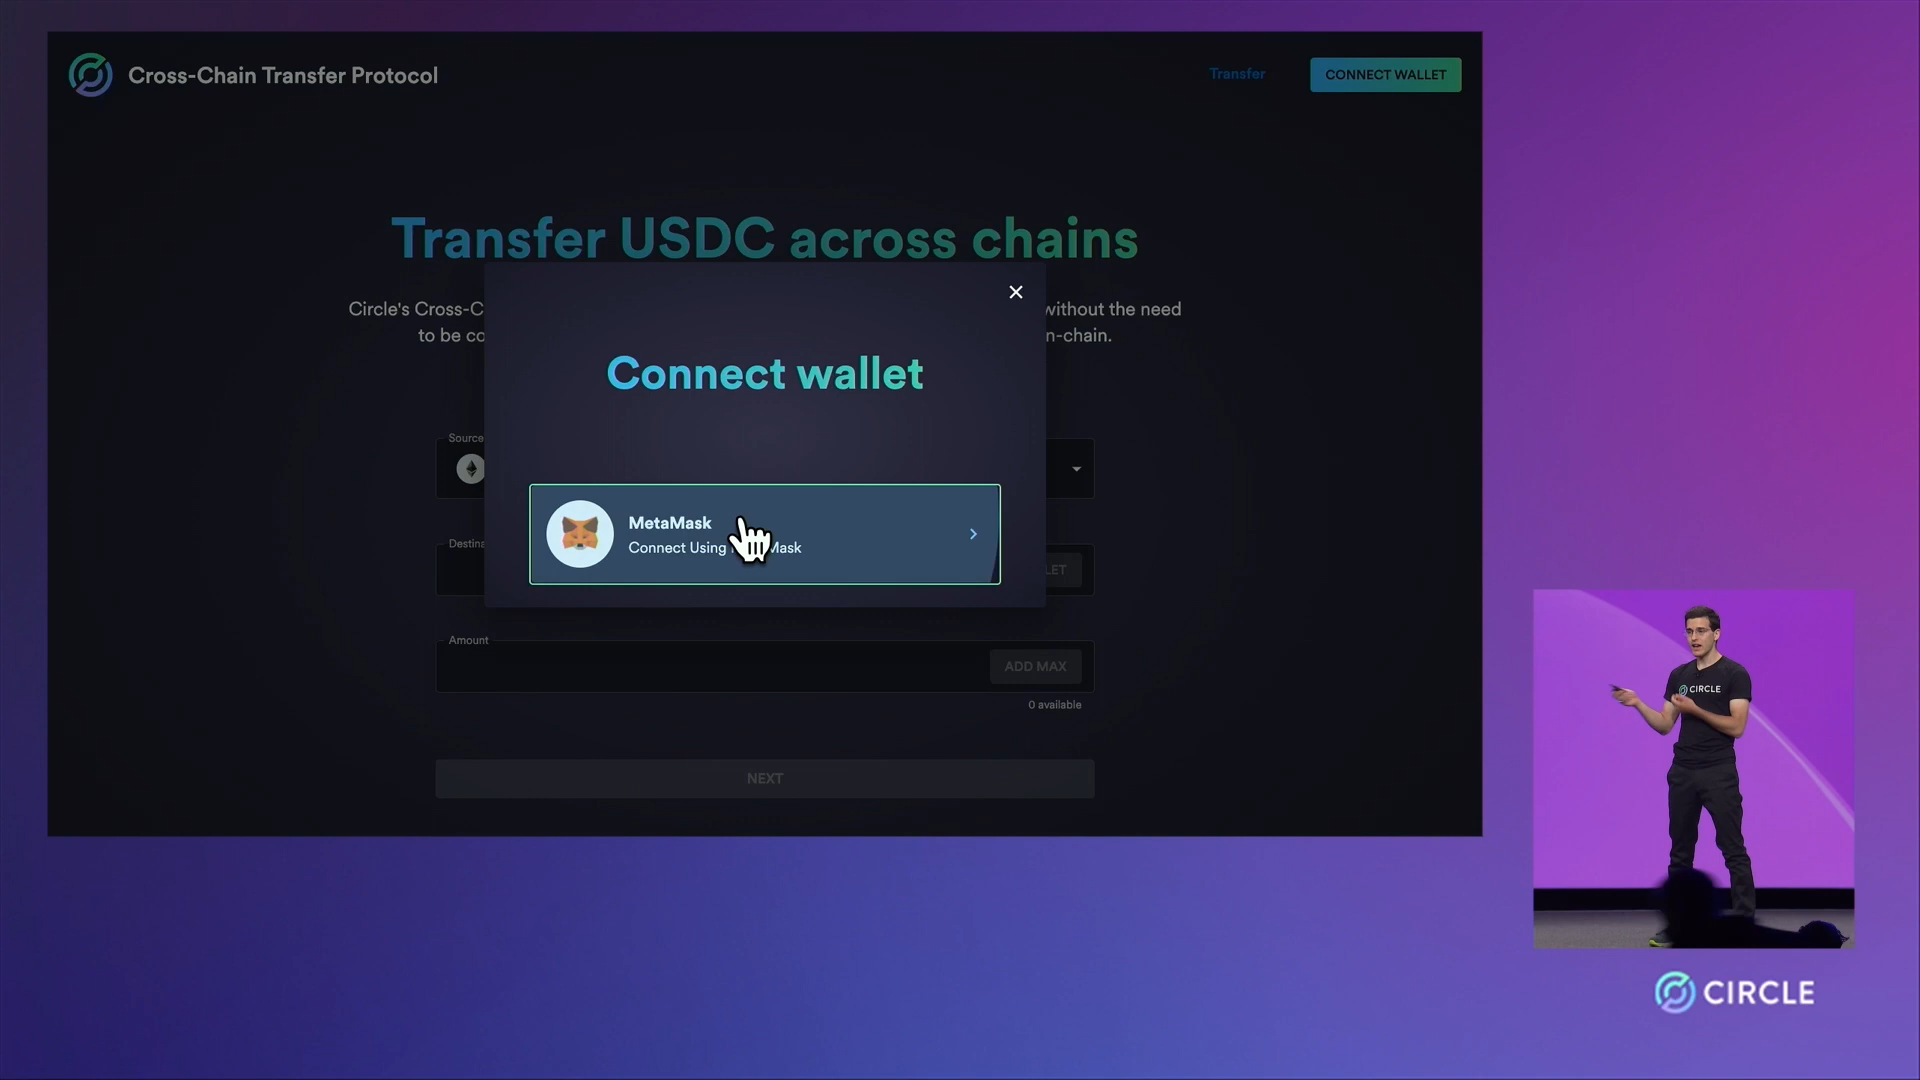 Cross-Chain Transfer Protocol
Transfer
CONNECT WALLET
Transfer USDC across chains
Circle's Cross-C
without the need
to be co
n-chain.
Connect wallet
Source
MetaMask
Connect Using Mask
Destina
LET
Amount
ADD MAX
0 available
NEXT
CIRCLE
CIRCLE